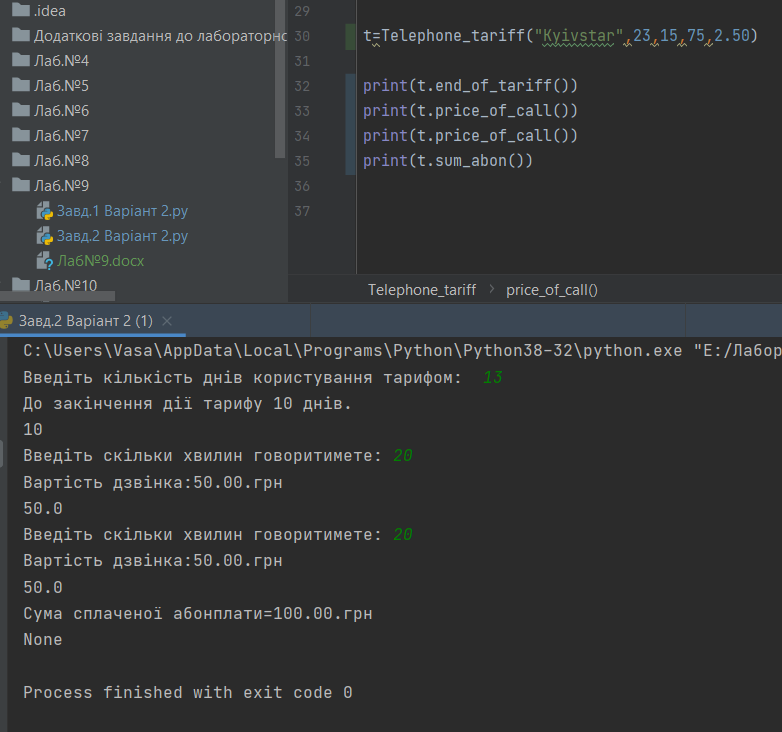 .idea
Додаткові завдання до лабораторно
Лаб.№4
Лаб.№5
Лаб.№6
Лаб.№7
Лаб.№8
Лаб.№9
Завд.1 Варіант 2.py
Завд.2 Варіант 2.py
Лаб№9.docx
Лаб.№10
29
30 t=Telephone_tariff("Kyivstar",23,15,75,2.50)
31
32 print(t.end_of_tariff())
33 print(t.price_of_call())
34 print(t.price_of_call())
35 print(t.sum_abon())
36
37
Telephone_tariff > price_of_call()
Завд.2 Варіант 2 (1) ×
C:\Users\Vasa\AppData\Local\Programs\Python\Python38-32\python.exe "E:/Лабор
Введіть кількість днів користування тарифом: 13
До закінчення дії тарифу 10 днів.
10
Введіть скільки хвилин говоритимете: 20
Вартість дзвінка:50.00.грн
50.0
Введіть скільки хвилин говоритимете: 20
Вартість дзвінка:50.00.грн
50.0
Сума сплаченої абонплати=100.00.грн
None
Process finished with exit code 0